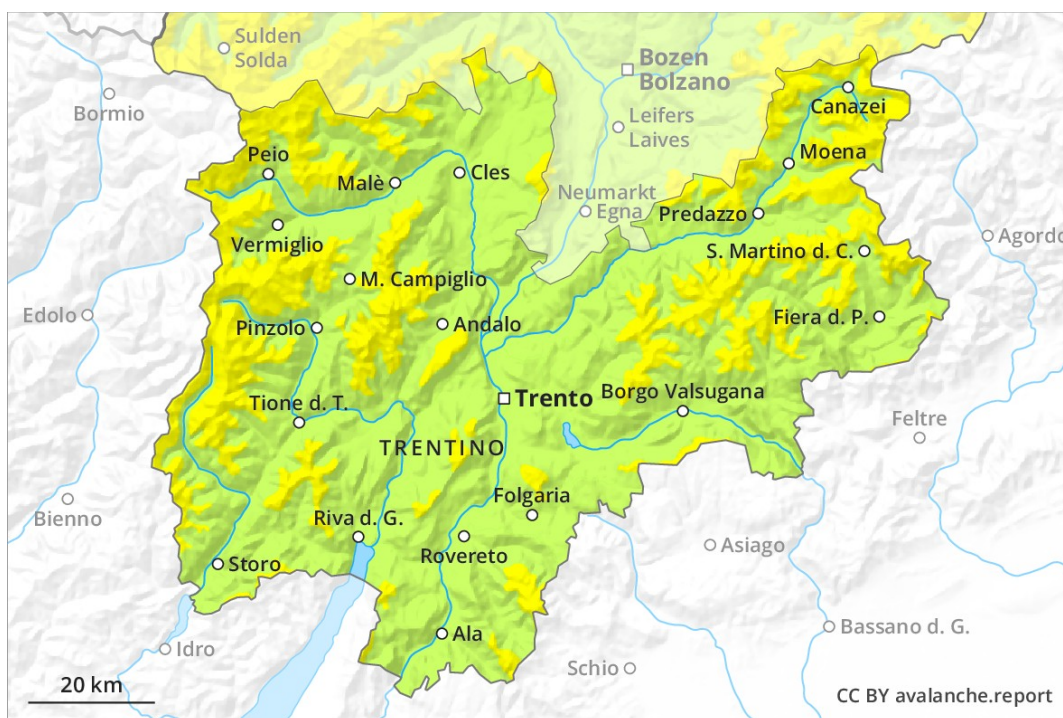 Sulden
Solda
Bozen
Bolzano
Bormio
Canazei
Leifers
Laives
Peio
Malè
Cles
Moena
Neumarkt
Egna
Predazzo
Vermiglio
S. Martino d. C.
Agordo
M. Campiglio
Edolo
Pinzolo
Andalo
Fiera d. P.
Trento
Borgo Valsugana
Tione d. T.
Feltre
TRENTINO
Bienno
Folgaria
Riva d. G.
Rovereto
Asiago
Storo
Idro
Ala
Bassano d. G.
Schio
20 km
CC BY avalanche.report